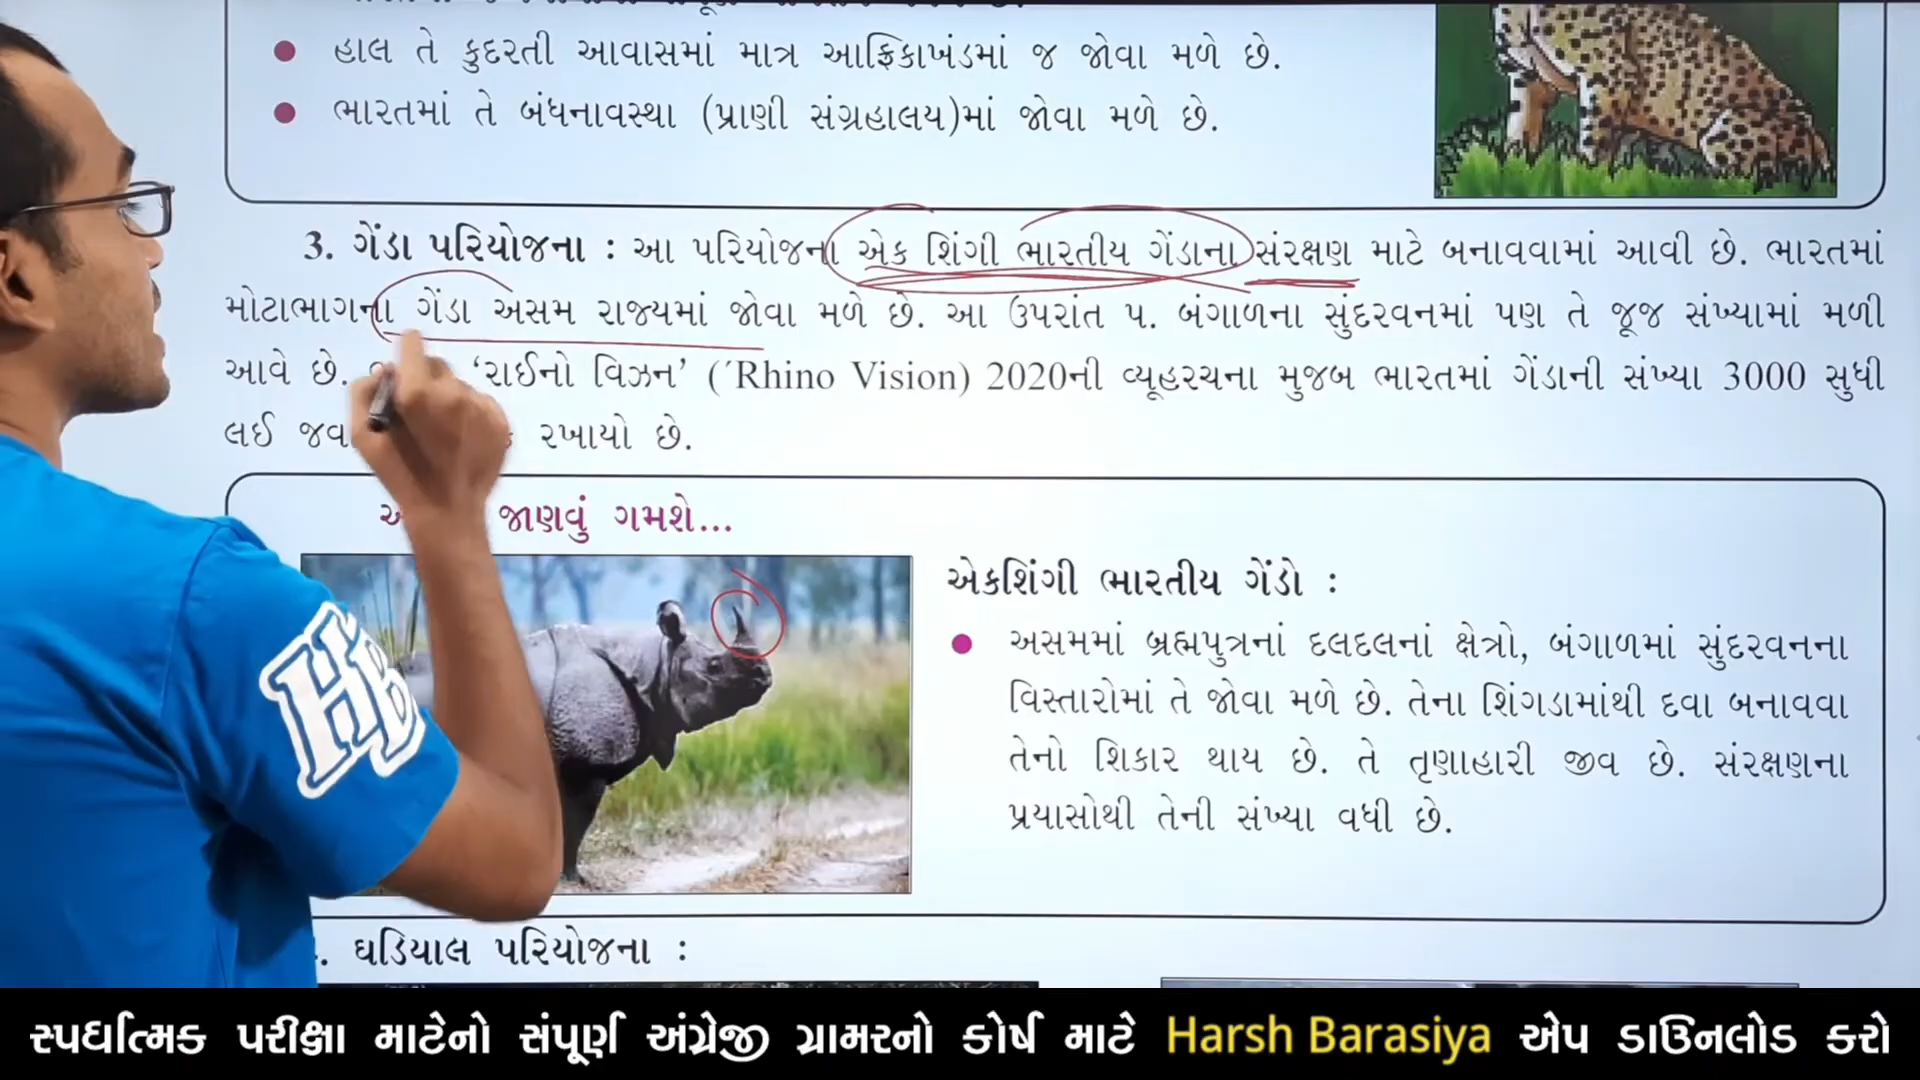 હાલ તે કુદરતી આવાસમાં માત્ર આફ્રિકાખંડમાં જ જોવા મળે છે.
ભારતમાં તે બંધનાવસ્થા (પ્રાણી સંગ્રહાલય)માં જોવા મળે છે.
3. ગેંડા પરિયોજના : આ પરિયોજના એક શિંગી ભારતીય ગેંડાના સંરક્ષણ માટે બનાવવામાં આવી છે. ભારતમાં
મોટાભાગના ગેંડા અસમ રાજ્યમાં જોવા મળે છે. આ ઉપરાંત પ. બંગાળના સુંદરવનમાં પણ તે જૂજ સંખ્યામાં મળી
આવે છે. ‘રાઈનો વિઝન’ (´Rhino Vision) 2020ની વ્યૂહરચના મુજબ ભારતમાં ગેંડાની સંખ્યા 3000 સુધી
લઈ રખાયો છે.
જાણવું ગમશે...
એકશિંગી ભારતીય ગેંડો :
અસમમાં બ્રહ્મપુત્રનાં દલદલનાં ક્ષેત્રો, બંગાળમાં સુંદરવનના
વિસ્તારોમાં તે જોવા મળે છે. તેના શિંગડામાંથી દવા બનાવવા
તેનો શિકાર થાય છે. તે તૃણાહારી જીવ છે. સંરક્ષણના
પ્રયાસોથી તેની સંખ્યા વધી છે.
HB
ઘડિયાલ પરિયોજના :
સ્પર્ધાત્મક પરીક્ષા માટેનો સંપૂર્ણ અંગ્રેજી ગ્રામરનો કોર્ષ માટે Harsh Barasiya એપ ડાઉનલોડ કરો